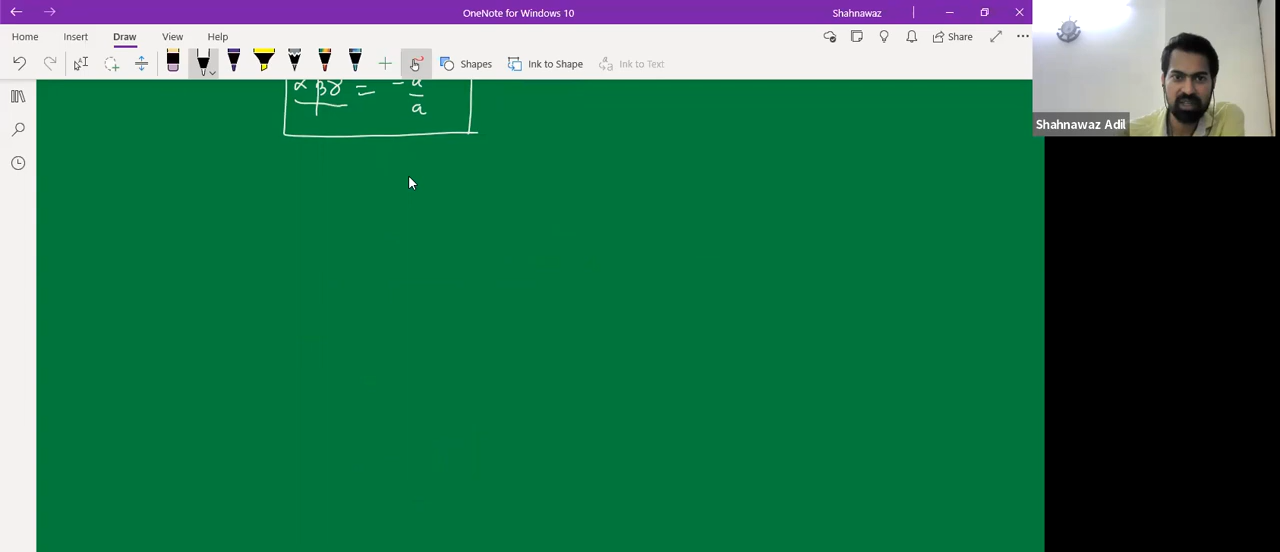 OneNote for Windows 10
Shahnawaz
Home Insert Draw View Help
Share
Shapes Ink to Shape Ink to Text
αβγ = -
a
Shahnawaz Adil